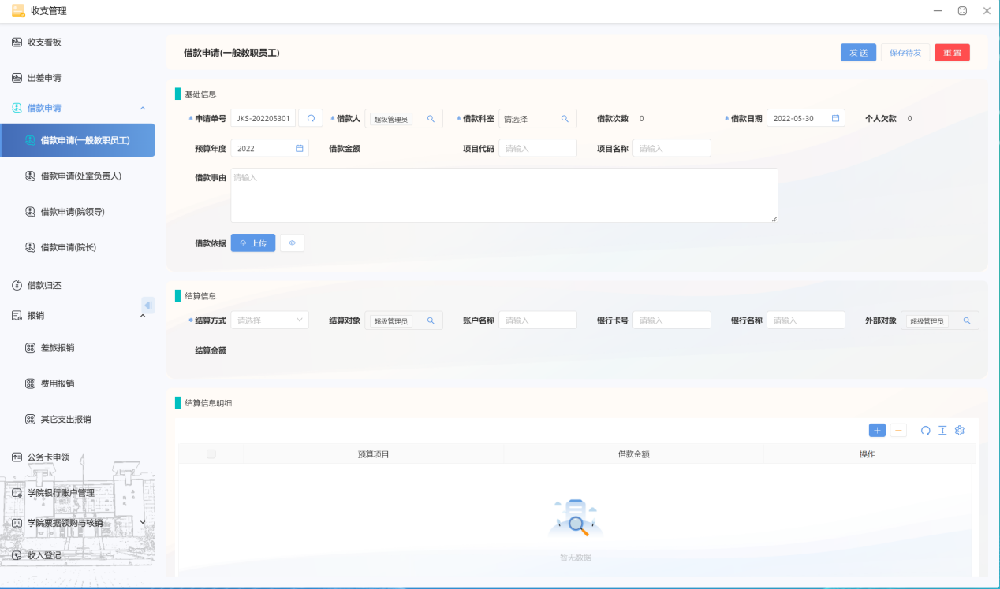 收支管理
收支看板
出差申请
借款申请
借款申请(一般教职员工)
借款申请(处室负责人)
借款申请(院领导)
借款申请(院长)
借款归还
报销
差旅报销
费用报销
其它支出报销
公务卡申领
学院银行账户管理
学院票据领购与核销
收入登记
借款申请(一般教职员工) 发 送 保存待发 重 置
基础信息
* 申请单号 JKS-202205301 * 借款人 超级管理员 * 借款科室 请选择 借款次数 0 * 借款日期 2022-05-30 个人欠款 0
预算年度 2022 借款金额 项目代码 请输入 项目名称 请输入
借款事由 请输入
借款依据 上传
结算信息
* 结算方式 请选择 结算对象 超级管理员 账户名称 请输入 银行卡号 请输入 银行名称 请输入 外部对象 超级管理员
结算金额
结算信息明细
预算项目 借款金额 操作
暂无数据